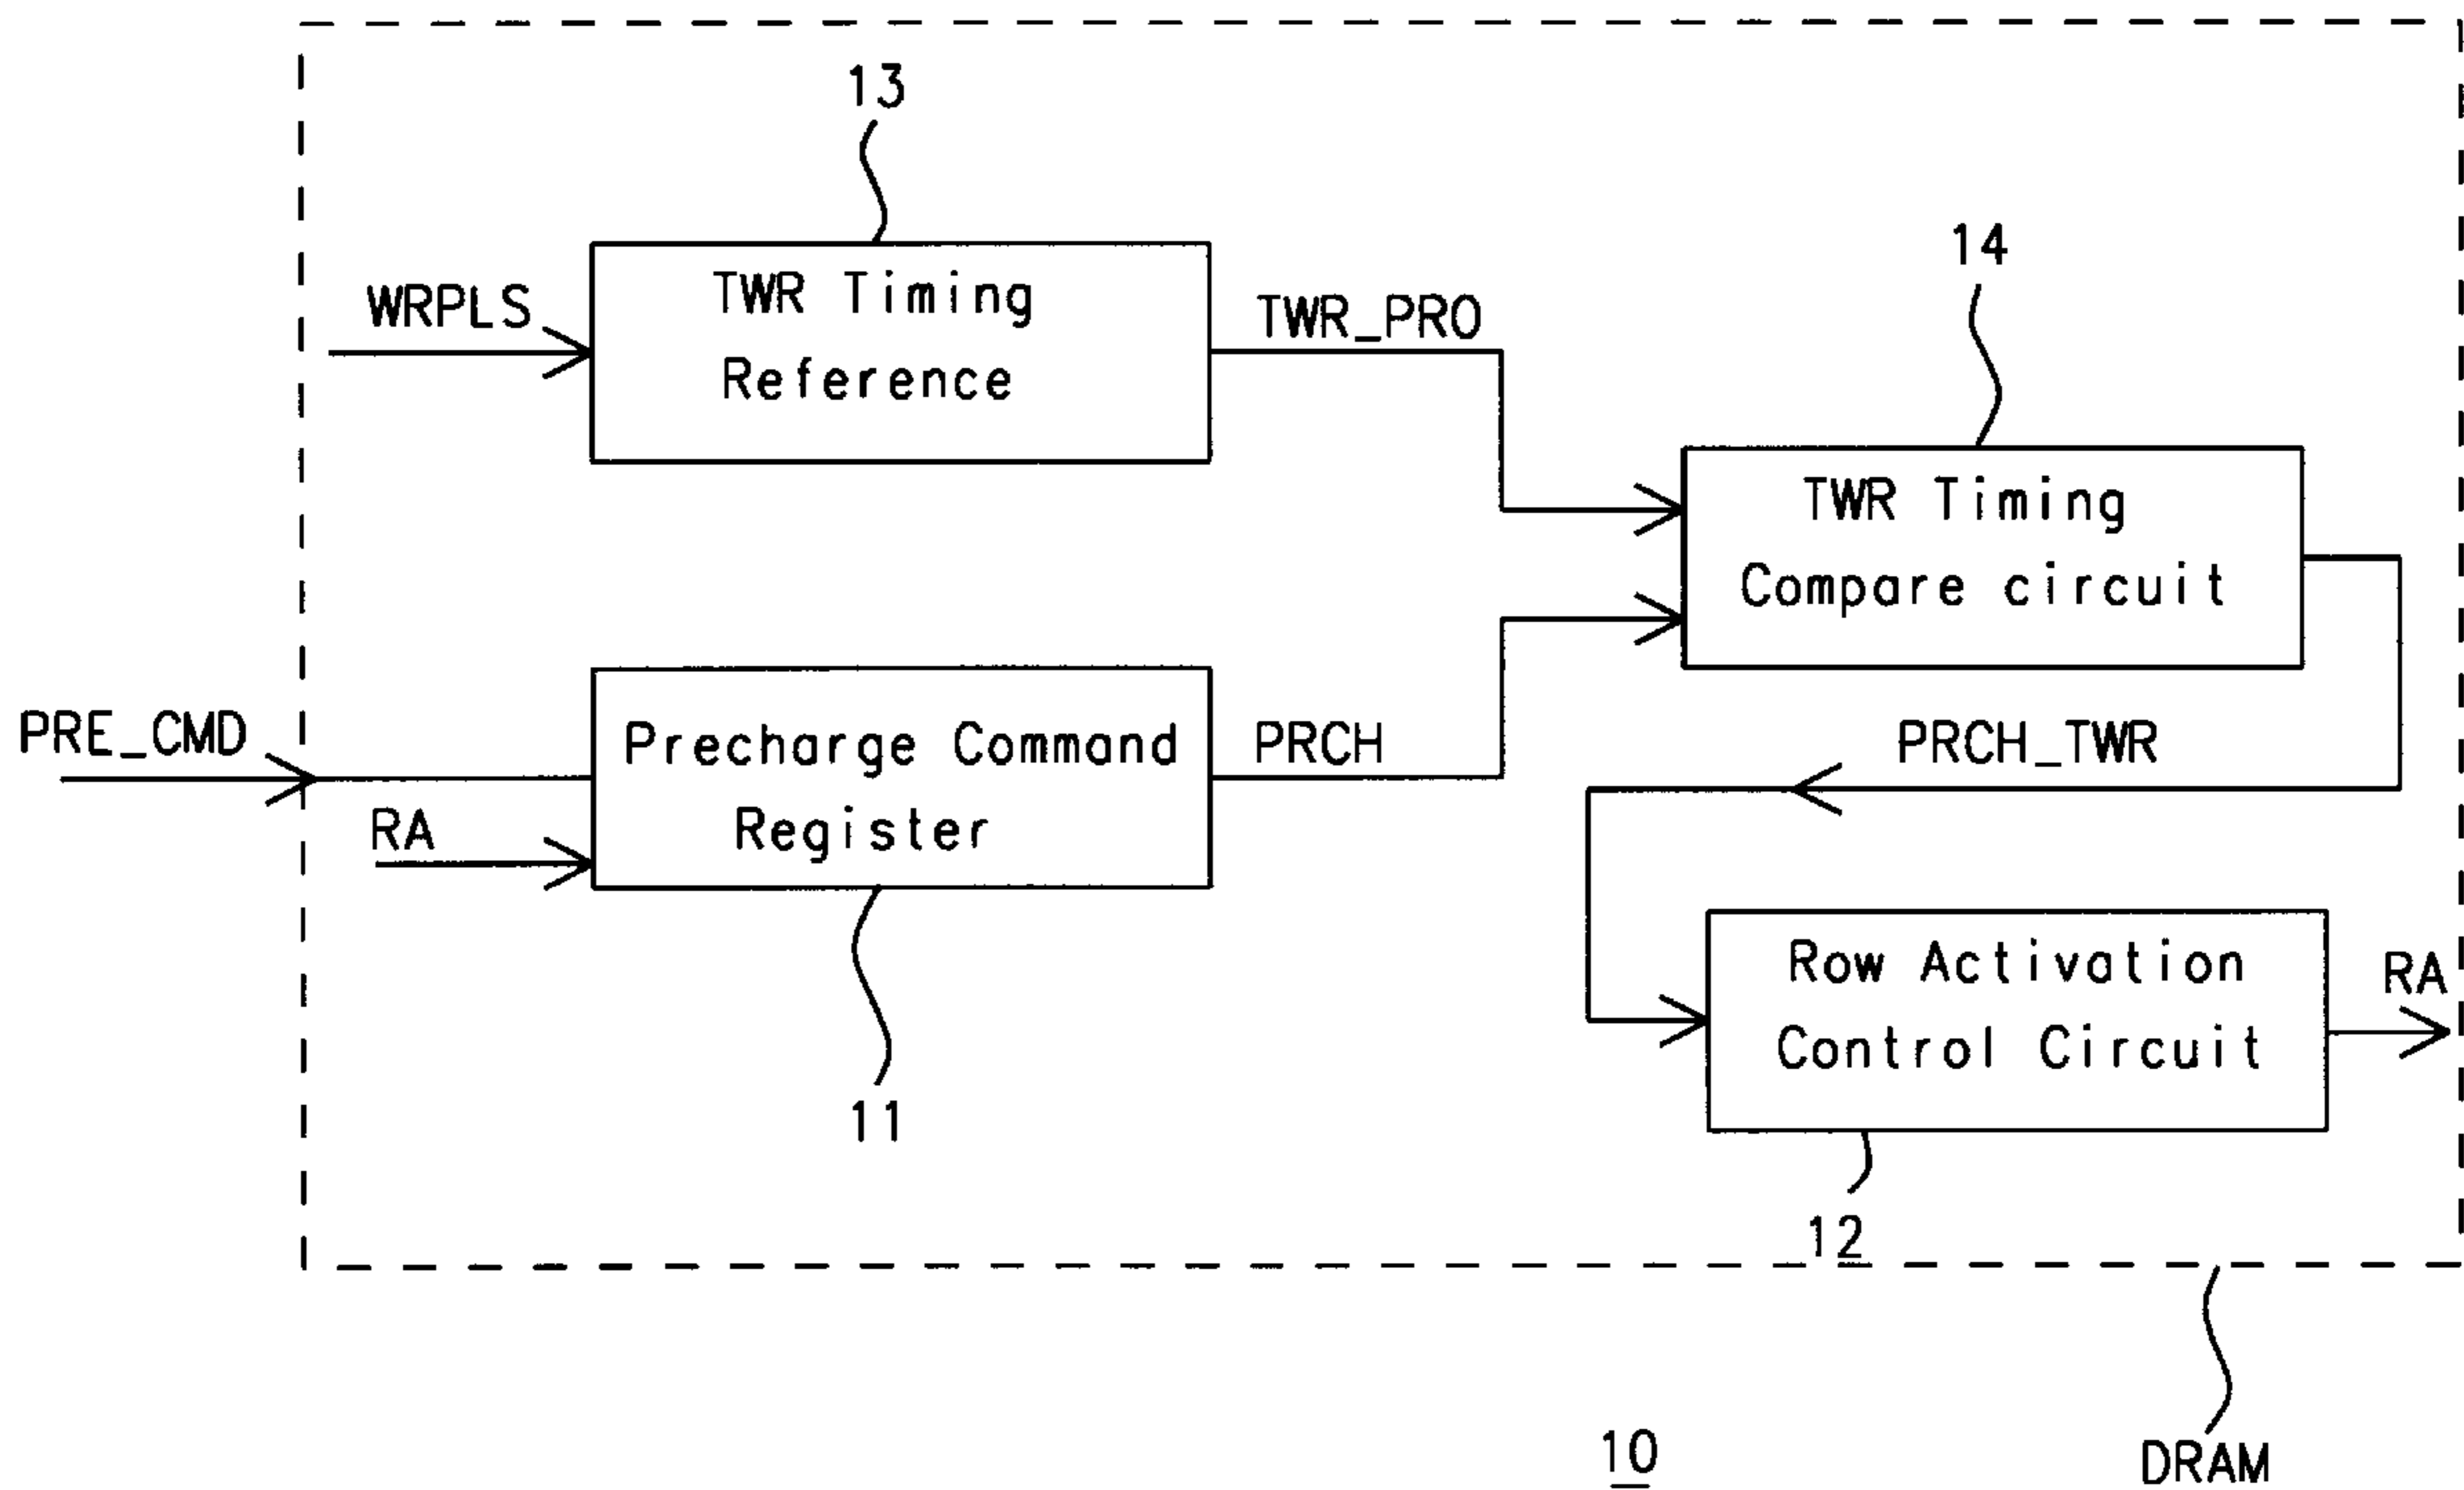 13
14
WRPLS
TWR Timing
Reference
TWR_PRO
TWR Timing
Compare circuit
PRE_CMD
RA
Precharge Command
Register
PRCH
PRCH_TWR
11
Row Activation
Control Circuit
RA
12
10
DRAM